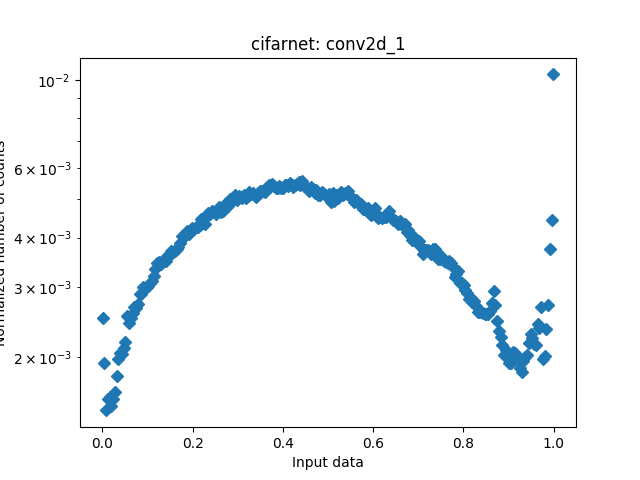 cifarnet: conv2d_1
Normalized number of counts
10⁻²
6 × 10⁻³
4 × 10⁻³
3 × 10⁻³
2 × 10⁻³
0.0 0.2 0.4 0.6 0.8 1.0
Input data